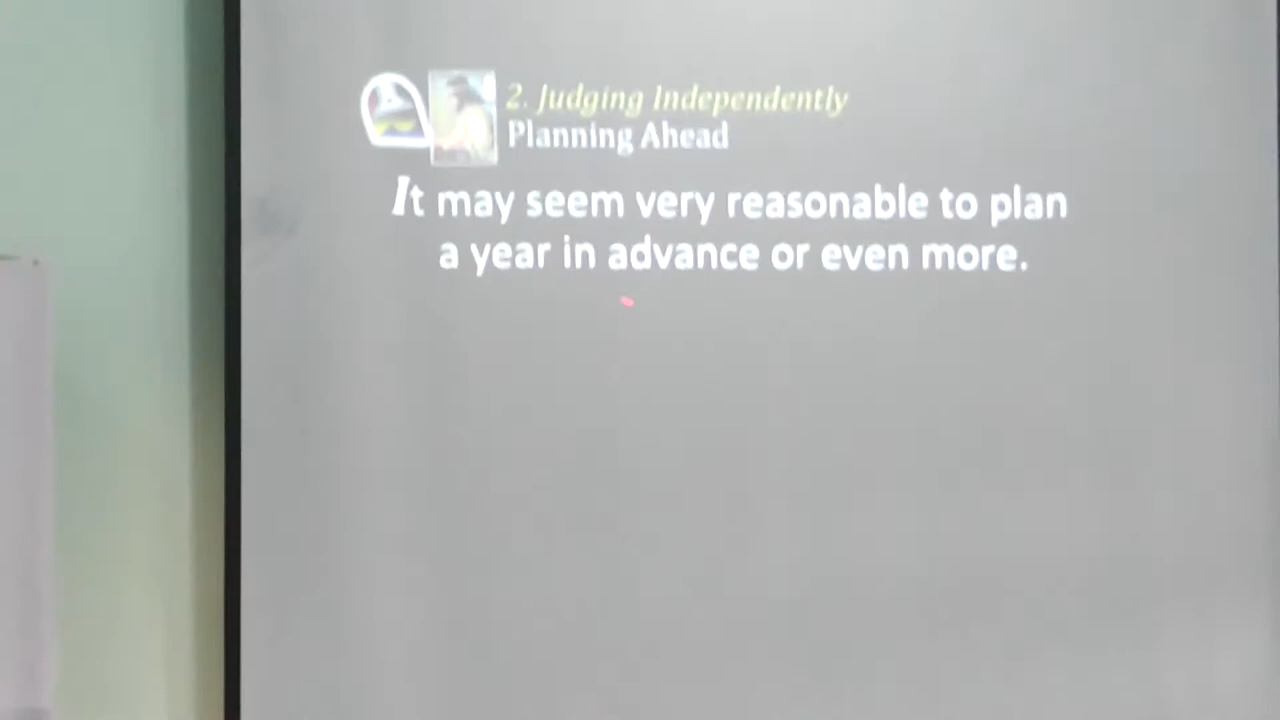 2. Judging Independently
Planning Ahead
It may seem very reasonable to plan
a year in advance or even more.